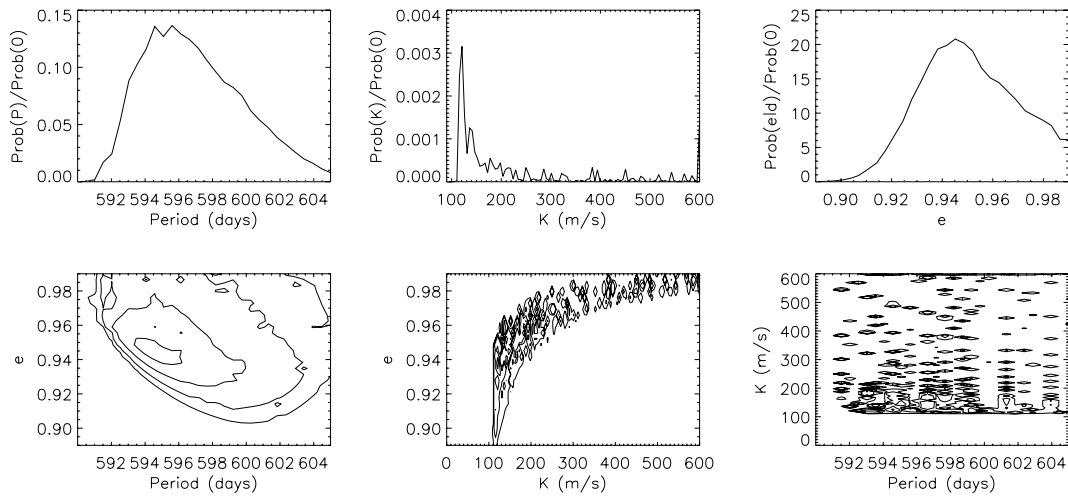 0.15
0.10
0.05
0.00
Prob(P)/Prob(0)
592 594 596 598 600 602 604
Period (days)
0.004
0.003
0.002
0.001
0.000
Prob(K)/Prob(0)
100 200 300 400 500 600
K (m/s)
25
20
15
10
5
0
Prob(eld)/Prob(0)
0.90 0.92 0.94 0.96 0.98
e
0.98
0.96
0.94
0.92
0.90
e
592 594 596 598 600 602 604
Period (days)
0.98
0.96
0.94
0.92
0.90
e
0 100 200 300 400 500 600
K (m/s)
600
500
400
300
200
100
0
K (m/s)
592 594 596 598 600 602 604
Period (days)